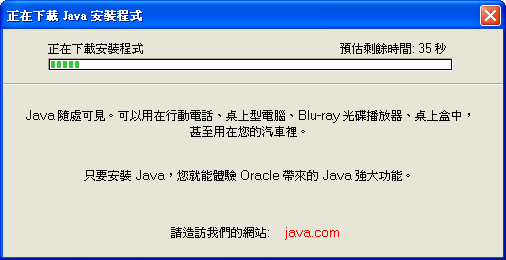 正在下載 Java 安裝程式
正在下載安裝程式
預估剩餘時間: 35 秒
Java 隨處可見。可以用在行動電話、桌上型電腦、Blu-ray 光碟播放器、桌上盒中，
甚至用在您的汽車裡。
只要安裝 Java，您就能體驗 Oracle 帶來的 Java 強大功能。
請造訪我們的網站: java.com